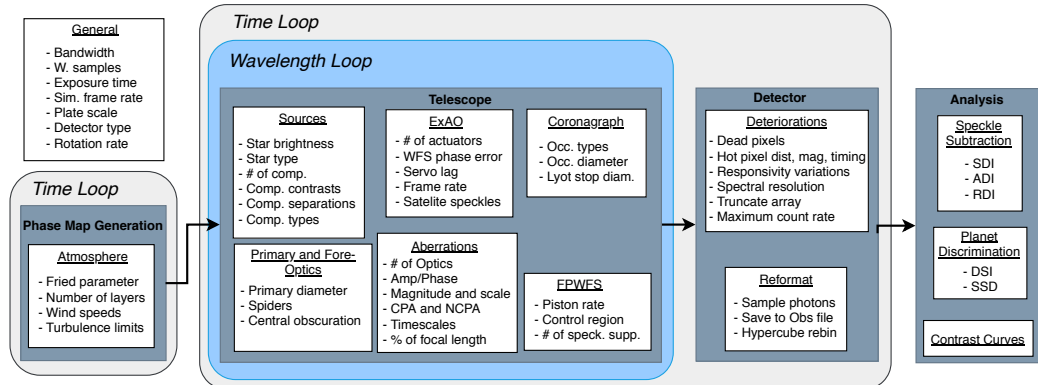 General
- Bandwidth
- W. samples
- Exposure time
- Sim. frame rate
- Plate scale
- Detector type
- Rotation rate
Time Loop
Phase Map Generation
Atmosphere
- Fried parameter
- Number of layers
- Wind speeds
- Turbulence limits
Time Loop
Wavelength Loop
Telescope
Sources
- Star brightness
- Star type
- # of comp.
- Comp. contrasts
- Comp. separations
- Comp. types
ExAO
- # of actuators
- WFS phase error
- Servo lag
- Frame rate
- Satelite speckles
Coronagraph
- Occ. types
- Occ. diameter
- Lyot stop diam.
Primary and Fore-
Optics
- Primary diameter
- Spiders
- Central obscuration
Aberrations
- # of Optics
- Amp/Phase
- Magnitude and scale
- CPA and NCPA
- Timescales
- % of focal length
FPWFS
- Piston rate
- Control region
- # of speck. supp.
Detector
Deteriorations
- Dead pixels
- Hot pixel dist, mag, timing
- Responsivity variations
- Spectral resolution
- Truncate array
- Maximum count rate
Reformat
- Sample photons
- Save to Obs file
- Hypercube rebin
Analysis
Speckle
Subtraction
- SDI
- ADI
- RDI
Planet
Discrimination
- DSI
- SSD
Contrast Curves